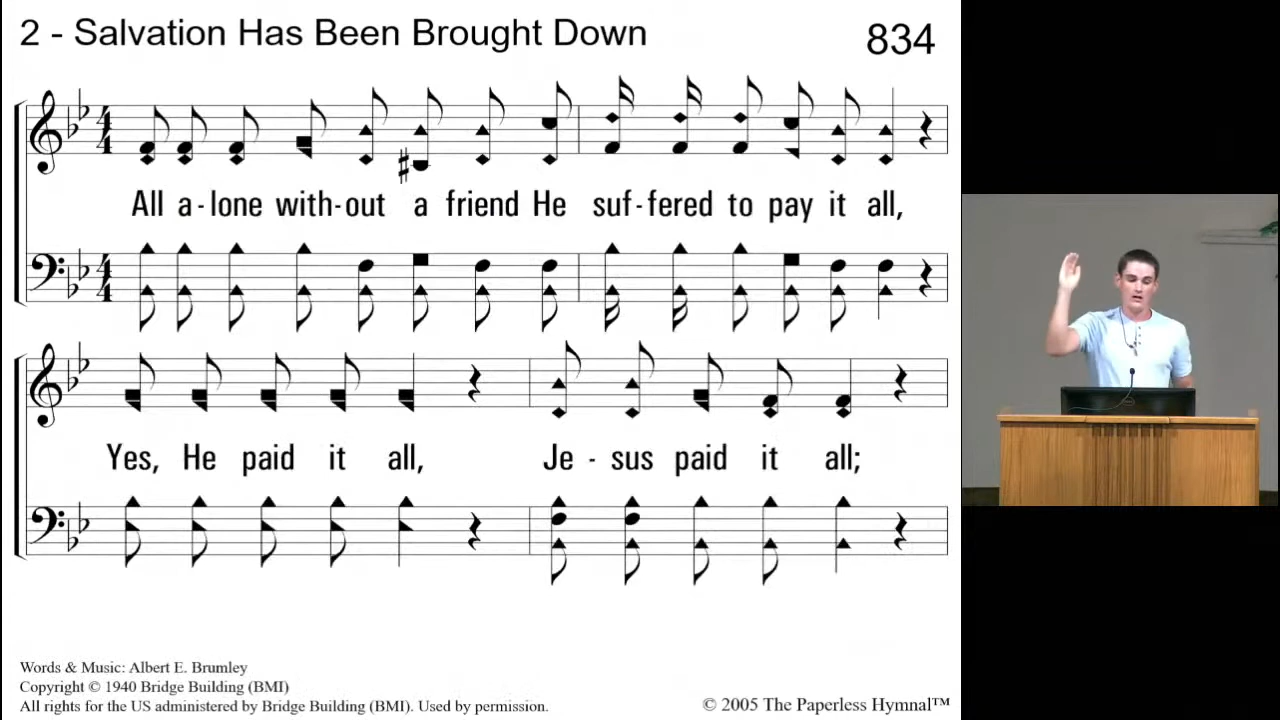 2 - Salvation Has Been Brought Down
834
All a-lone with-out a friend He suf-fered to pay it all,
Yes, He paid it all, Je - sus paid it all;
Words & Music: Albert E. Brumley
Copyright © 1940 Bridge Building (BMI)
All rights for the US administered by Bridge Building (BMI). Used by permission.
© 2005 The Paperless Hymnal™